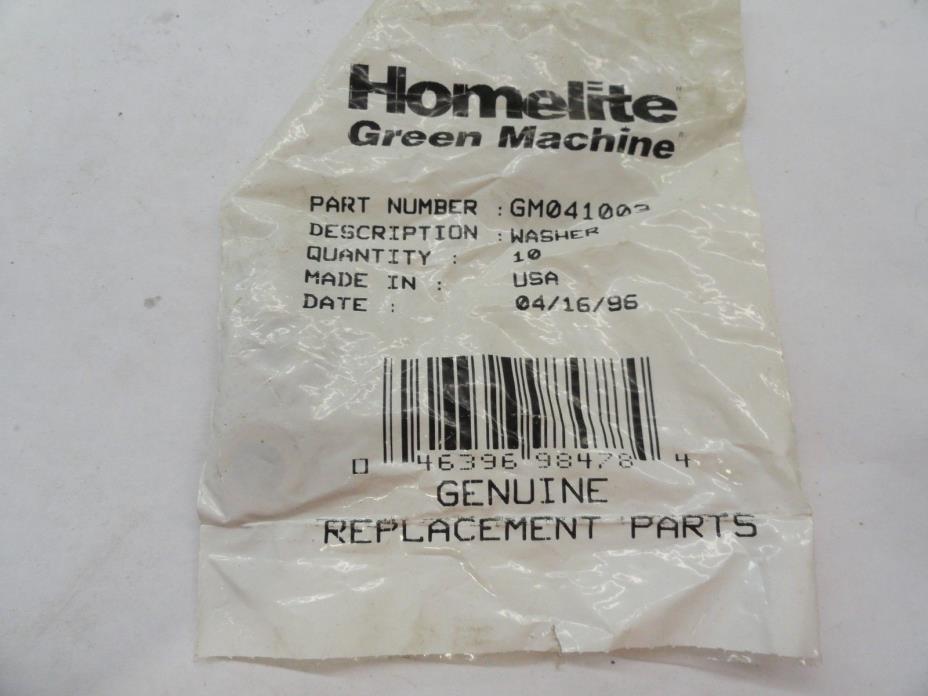 Homelite
Green Machine
PART NUMBER :
DESCRIPTION : WASHER
QUANTITY : 10
MADE IN : USA
DATE : 04/16/96
0 46396 98478 4
GENUINE
REPLACEMENT PARTS